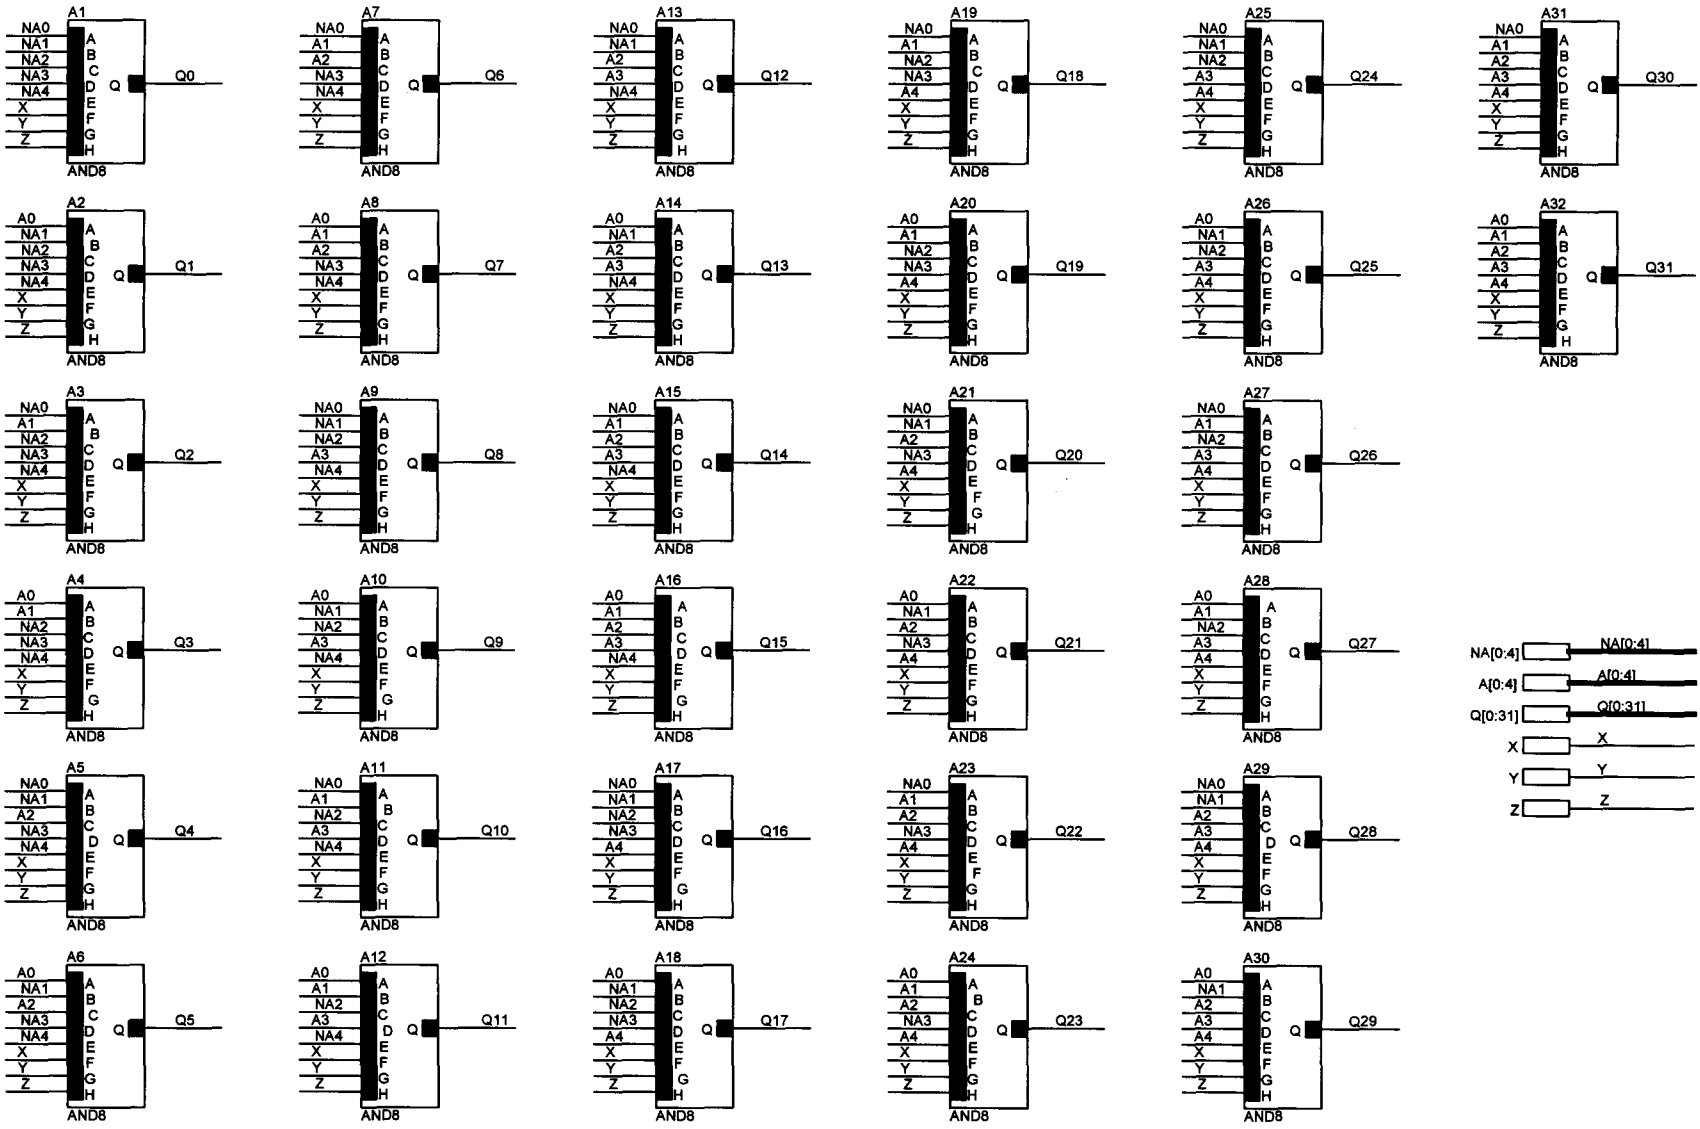 A1 A7 A13 A19 A25 A31
NA0 A NA0 A NA0 A NA0 A NA0 A NA0 A
NA1 B A1 B NA1 B A1 B NA1 B A1 B
NA2 C A2 C A2 C NA2 C NA2 C A2 C
NA3 D Q Q0 NA3 D Q Q6 A3 D Q Q12 NA3 D Q Q18 A3 D Q Q24 A3 D Q Q30
NA4 E NA4 E NA4 E A4 E A4 E A4 E
X F X F X F X F X F X F
Y G Y G Y G Y G Y G Y G
Z H Z H Z H Z H Z H Z H
AND8 AND8 AND8 AND8 AND8 AND8
A2 A8 A14 A20 A26 A32
A0 A A0 A A0 A A0 A A0 A A0 A
NA1 B A1 B NA1 B A1 B NA1 B A1 B
NA2 C A2 C A2 C NA2 C NA2 C A2 C
NA3 D Q Q1 NA3 D Q Q7 A3 D Q Q13 NA3 D Q Q19 A3 D Q Q25 A3 D Q Q31
NA4 E NA4 E NA4 E A4 E A4 E A4 E
X F X F X F X F X F X F
Y G Y G Y G Y G Y G Y G
Z H Z H Z H Z H Z H Z H
AND8 AND8 AND8 AND8 AND8 AND8
A3 A9 A15 A21 A27
NA0 A NA0 A NA0 A NA0 A NA0 A
A1 B NA1 B A1 B NA1 B A1 B
NA2 C NA2 C A2 C A2 C NA2 C
NA3 D Q Q2 A3 D Q Q8 A3 D Q Q14 NA3 D Q Q20 A3 D Q Q26
NA4 E NA4 E NA4 E A4 E A4 E
X F X F X F X F X F
Y G Y G Y G Y G Y G
Z H Z H Z H Z H Z H
AND8 AND8 AND8 AND8 AND8
A4 A10 A16 A22 A28
A0 A A0 A A0 A A0 A A0 A
A1 B NA1 B A1 B NA1 B A1 B
NA2 C NA2 C A2 C A2 C NA2 C
NA3 D Q Q3 A3 D Q Q9 A3 D Q Q15 NA3 D Q Q21 A3 D Q Q27
NA4 E NA4 E NA4 E A4 E A4 E
X F X F X F X F X F
Y G Y G Y G Y G Y G
Z H Z H Z H Z H Z H
AND8 AND8 AND8 AND8 AND8
NA[0:4] NA[0:4]
A[0:4] A[0:4]
Q[0:31] Q[0:31]
X X
Y Y
Z Z
A5 A11 A17 A23 A29
NA0 A NA0 A NA0 A NA0 A NA0 A
NA1 B A1 B NA1 B A1 B NA1 B
A2 C NA2 C NA2 C A2 C A2 C
NA3 D Q Q4 A3 D Q Q10 NA3 D Q Q16 NA3 D Q Q22 A3 D Q Q28
NA4 E NA4 E A4 E A4 E A4 E
X F X F X F X F X F
Y G Y G Y G Y G Y G
Z H Z H Z H Z H Z H
AND8 AND8 AND8 AND8 AND8
A6 A12 A18 A24 A30
A0 A A0 A A0 A A0 A A0 A
NA1 B A1 B NA1 B A1 B NA1 B
A2 C NA2 C NA2 C A2 C A2 C
NA3 D Q Q5 A3 D Q Q11 NA3 D Q Q17 NA3 D Q Q23 A3 D Q Q29
NA4 E NA4 E A4 E A4 E A4 E
X F X F X F X F X F
Y G Y G Y G Y G Y G
Z H Z H Z H Z H Z H
AND8 AND8 AND8 AND8 AND8